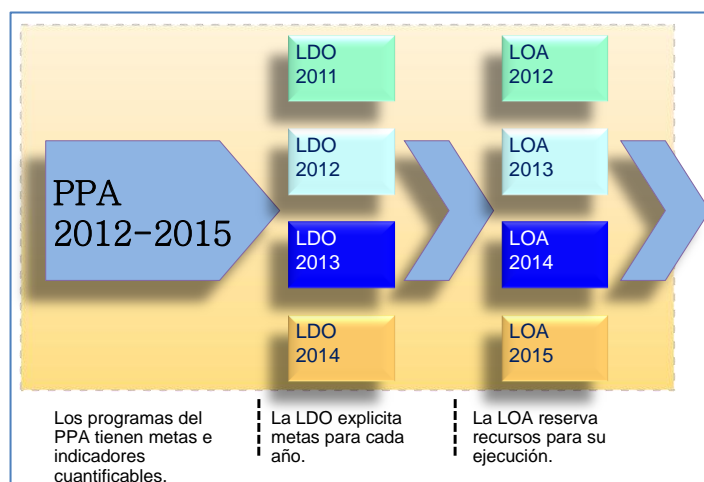 PPA
2012-2015
LDO
2011
LDO
2012
LDO
2013
LDO
2014
LOA
2012
LOA
2013
LOA
2014
LOA
2015
Los programas del
PPA tienen metas e
indicadores
cuantificables.
La LDO explicita
metas para cada
año.
La LOA reserva
recursos para su
ejecución.